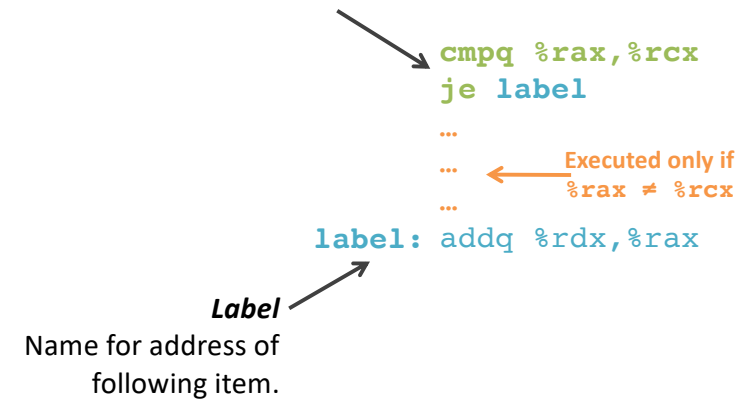 cmpq %rax,%rcx
je label
…
…
Executed only if
%rax ≠ %rcx
…
label: addq %rdx,%rax
Label
Name for address of
following item.